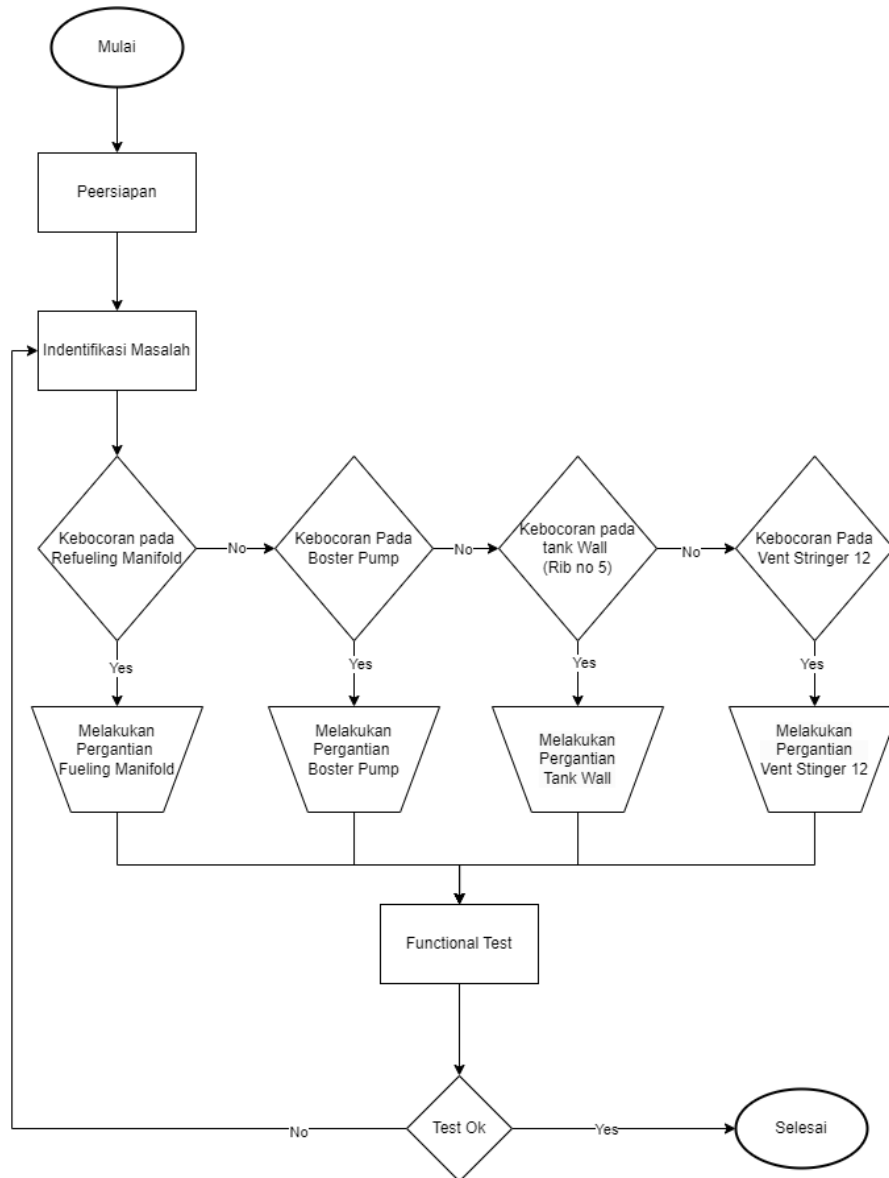 Mulai
Peersiapan
Indentifikasi Masalah
Kebocoran pada
Refueling Manifold
No
Kebocoran Pada
Boster Pump
No
Kebocoran pada
tank Wall
(Rib no 5)
No
Kebocoran Pada
Vent Stringer 12
Yes
Yes
Yes
Yes
Melakukan
Pergantian
Fueling Manifold
Melakukan
Pergantian
Boster Pump
Melakukan
Pergantian
Tank Wall
Melakukan
Pergantian
Vent Stinger 12
Functional Test
No
Test Ok
Yes
Selesai